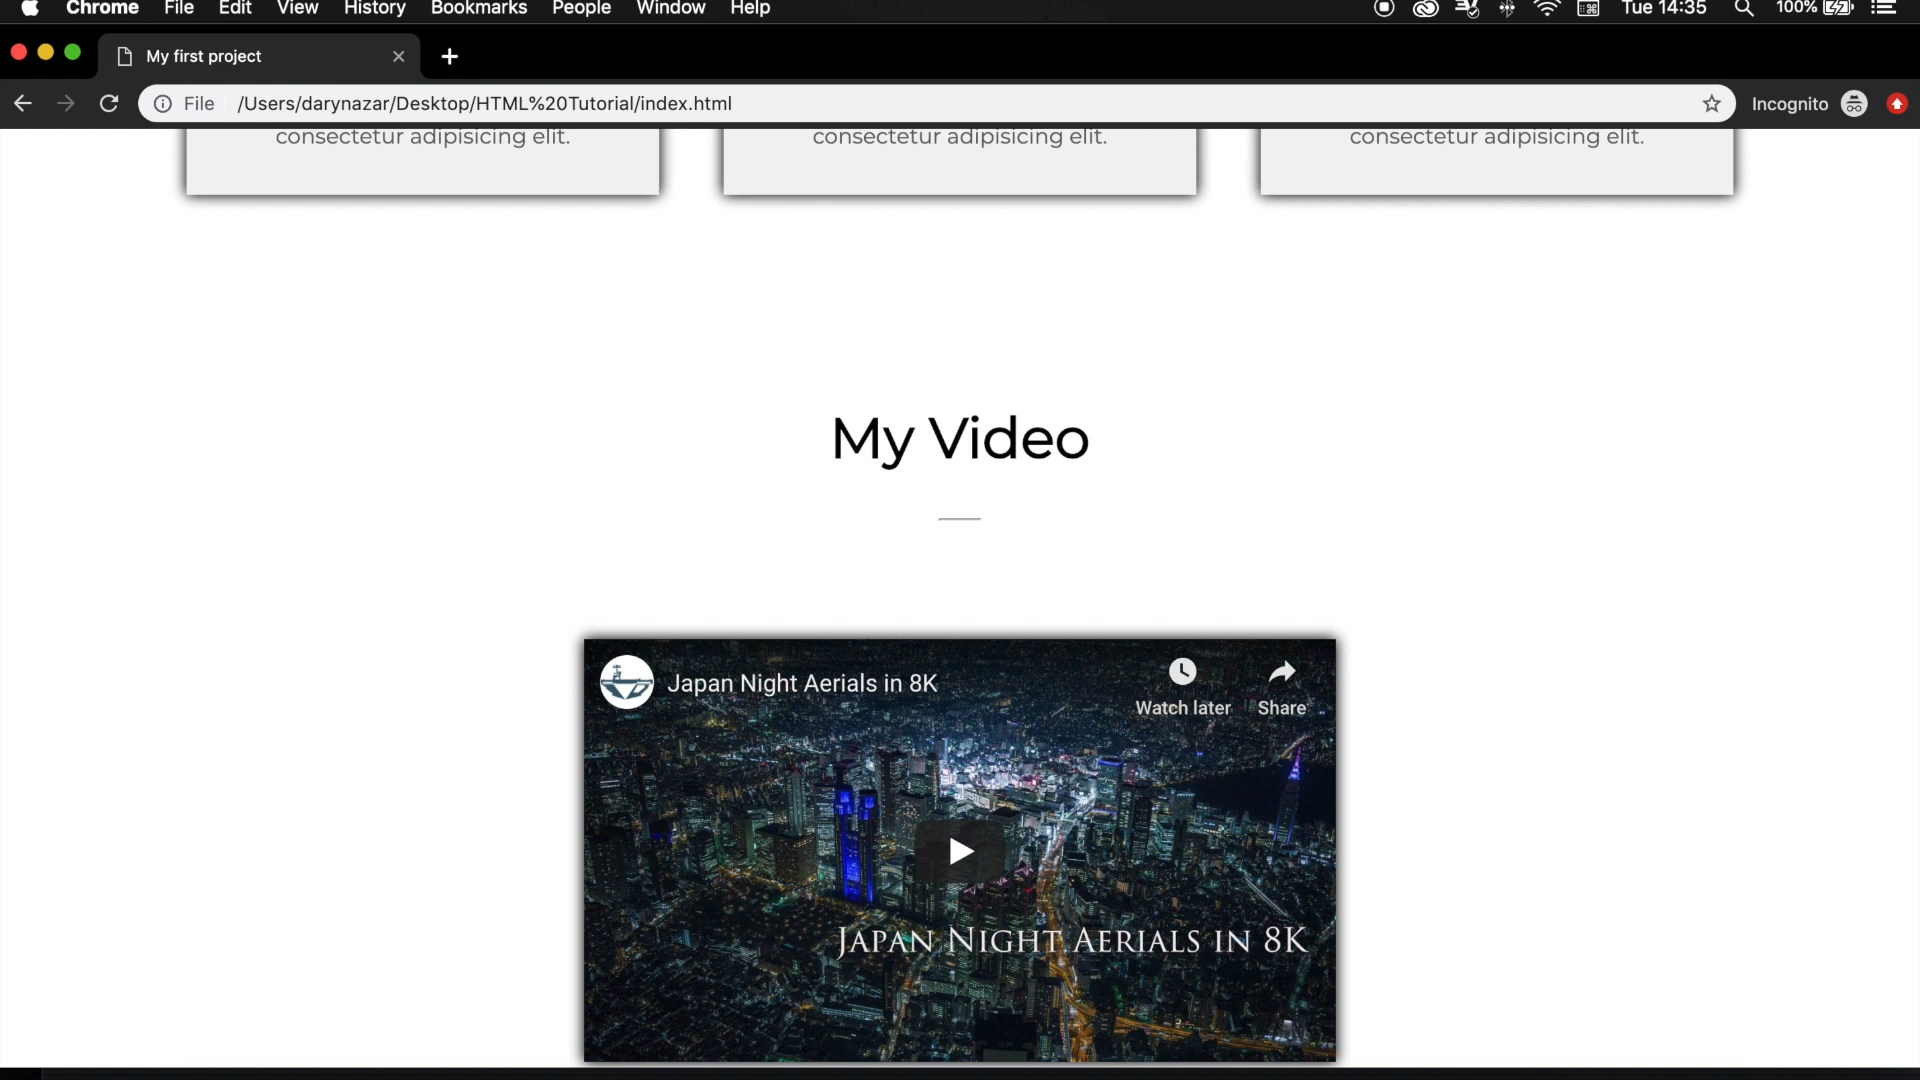 Chrome File Edit View History Bookmarks People Window Help Tue 14:35 100%
My first project
File /Users/darynazar/Desktop/HTML%20Tutorial/index.html Incognito
consectetur adipisicing elit. consectetur adipisicing elit. consectetur adipisicing elit.
My Video
Japan Night Aerials in 8K
Watch later Share
Japan Night Aerials in 8K